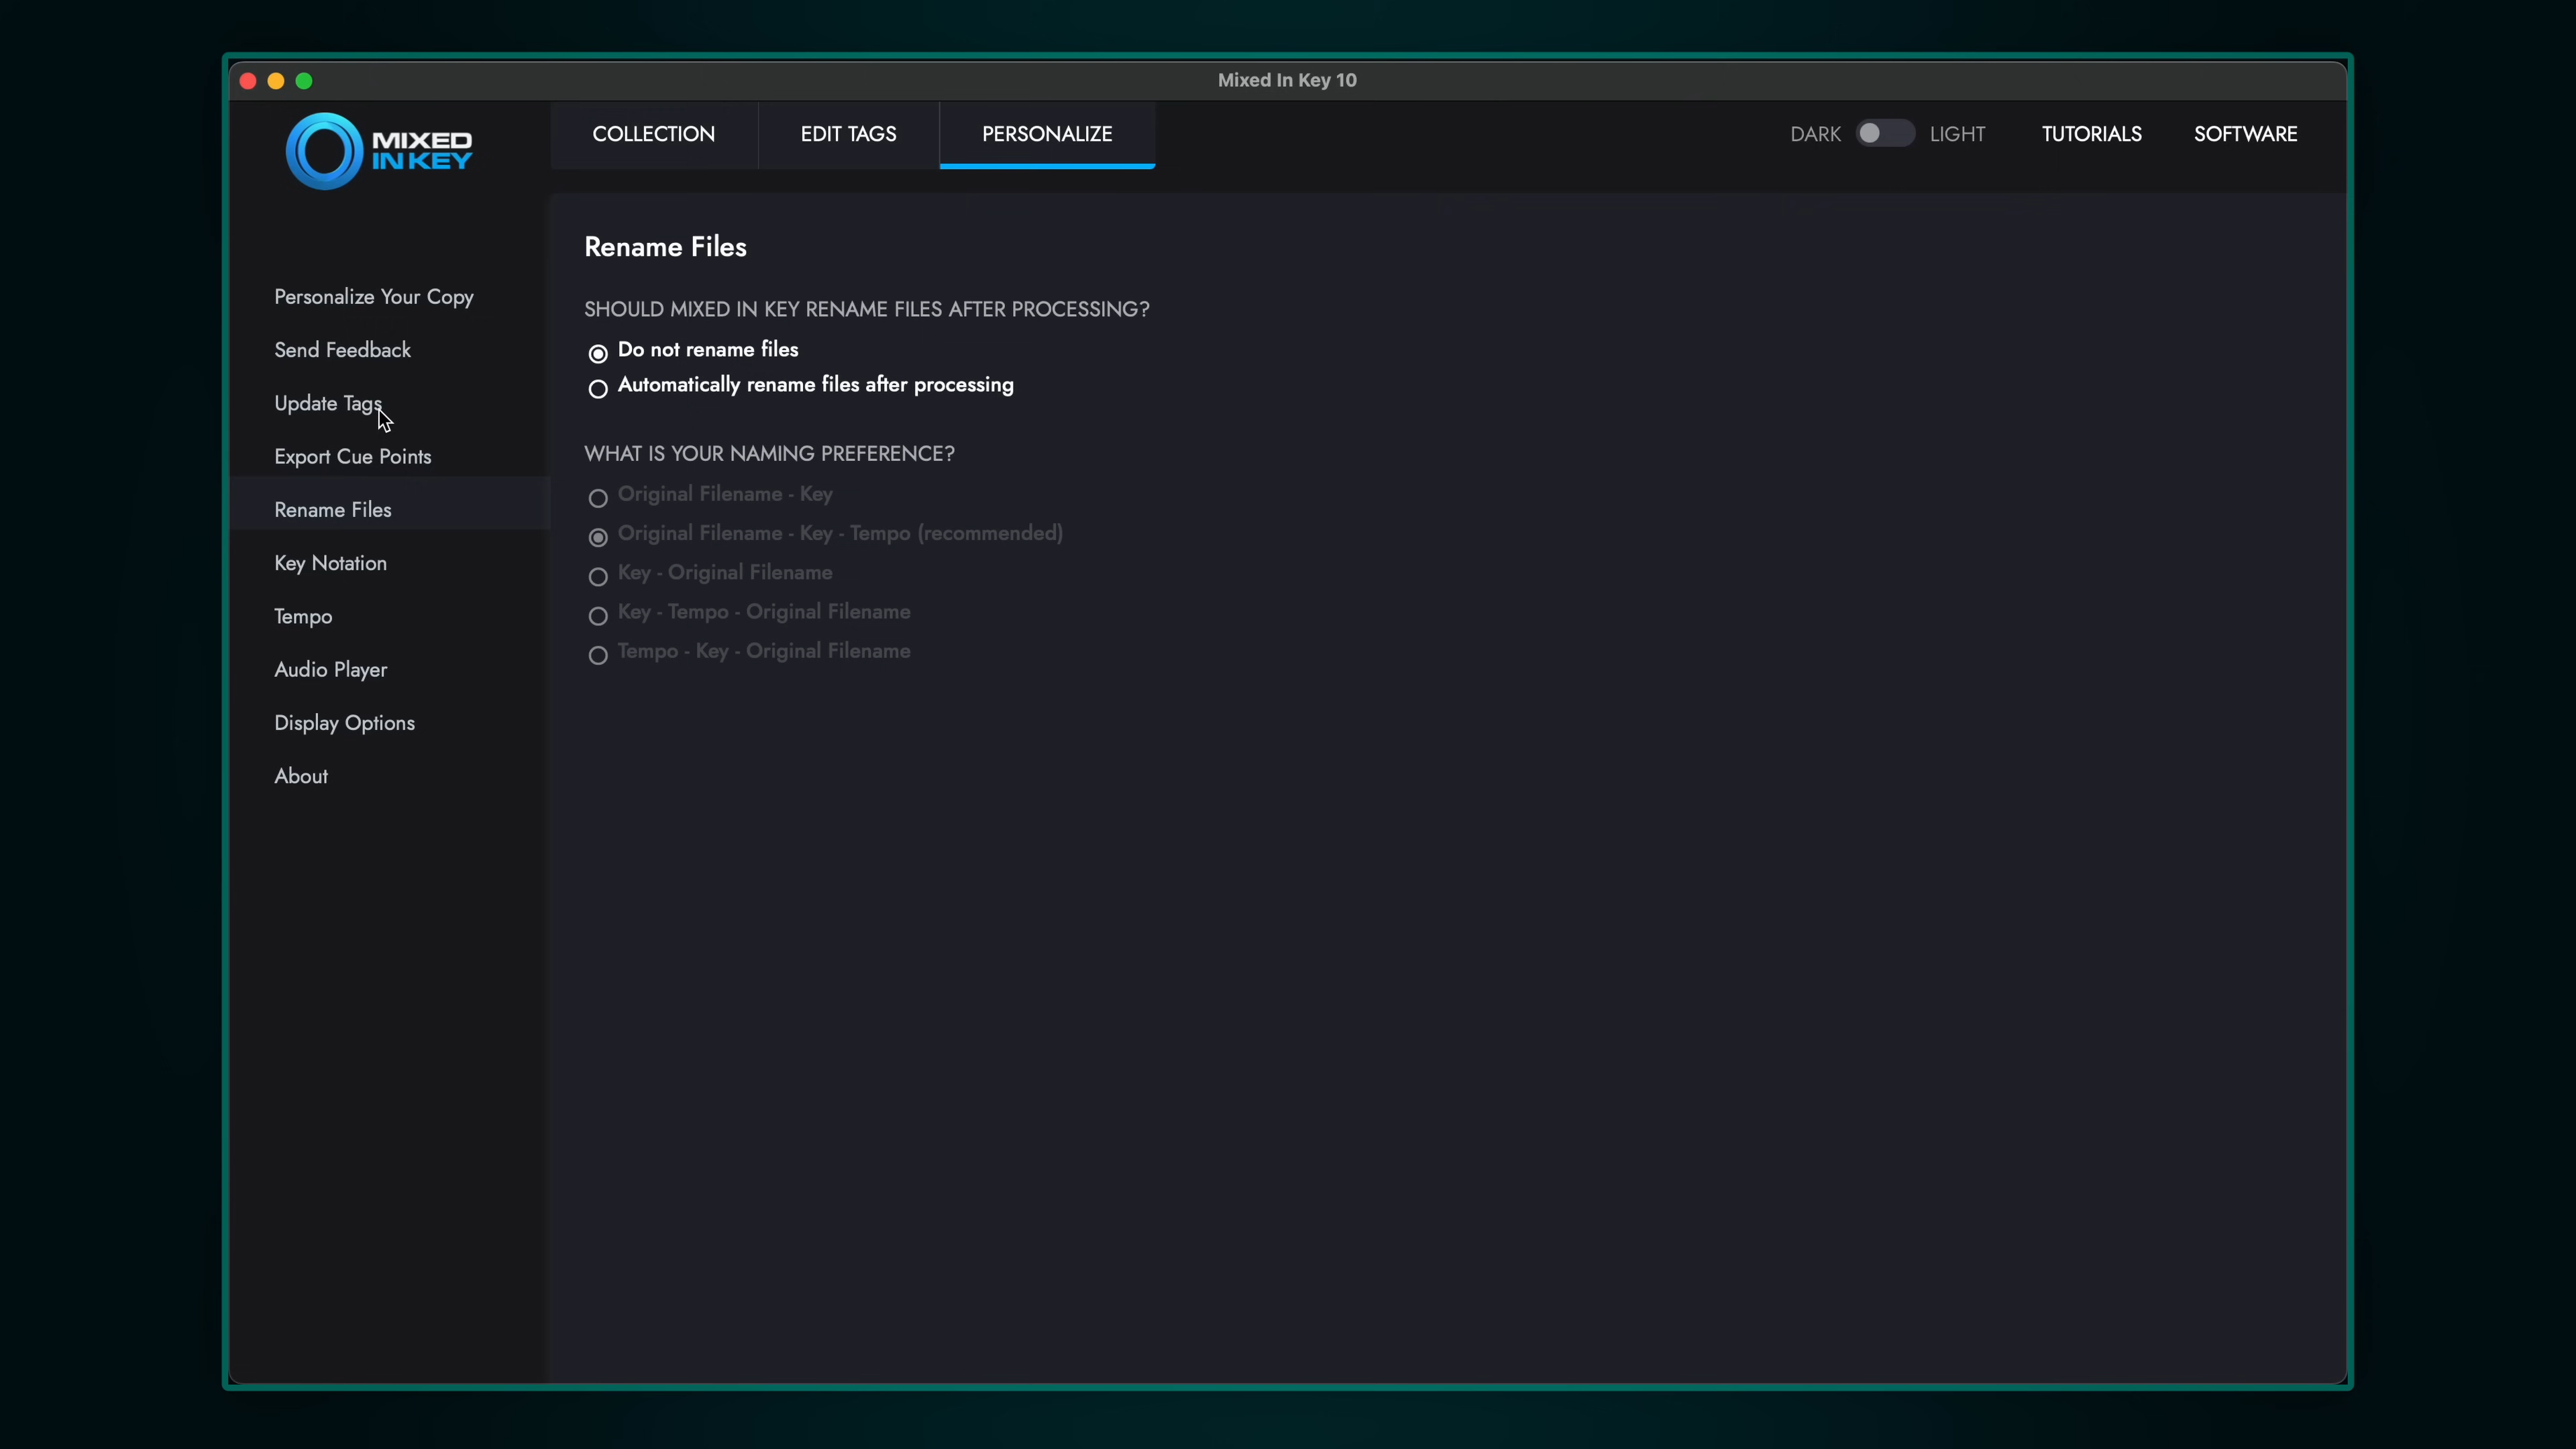 Mixed In Key 10
MIXED
IN KEY
COLLECTION
EDIT TAGS
PERSONALIZE
DARK
LIGHT
TUTORIALS
SOFTWARE
Personalize Your Copy
Send Feedback
Update Tags
Export Cue Points
Rename Files
Key Notation
Tempo
Audio Player
Display Options
About
Rename Files
SHOULD MIXED IN KEY RENAME FILES AFTER PROCESSING?
Do not rename files
Automatically rename files after processing
WHAT IS YOUR NAMING PREFERENCE?
Original Filename - Key
Original Filename - Key - Tempo (recommended)
Key - Original Filename
Key - Tempo - Original Filename
Tempo - Key - Original Filename